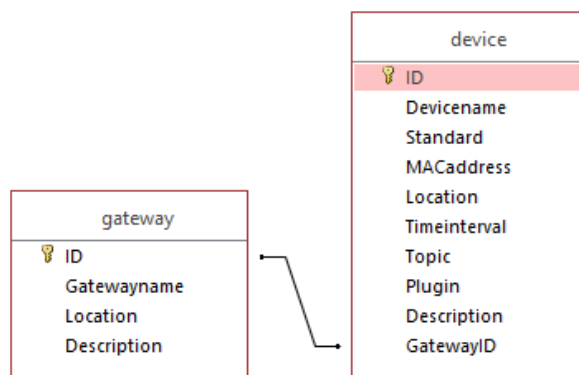 gateway
ID
Gatewayname
Location
Description
device
ID
Devicename
Standard
MACaddress
Location
Timeinterval
Topic
Plugin
Description
GatewayID